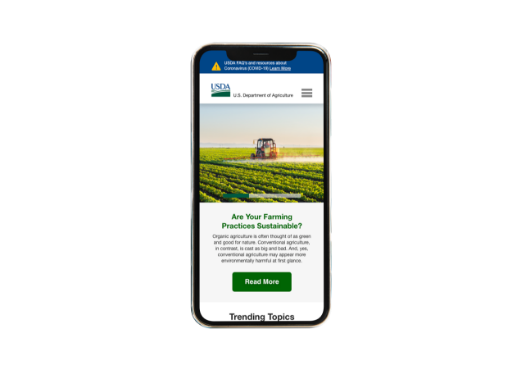 USDA FAQ's and resources about
Coronavirus (COVID-19) Learn More
USDA
U.S. Department of Agriculture
Are Your Farming
Practices Sustainable?
Organic agriculture is often thought of as green
and good for nature. Conventional agriculture,
in contrast, is cast as big and bad. And, yes,
conventional agriculture may appear more
environmentally harmful at first glance.
Read More
Trending Topics